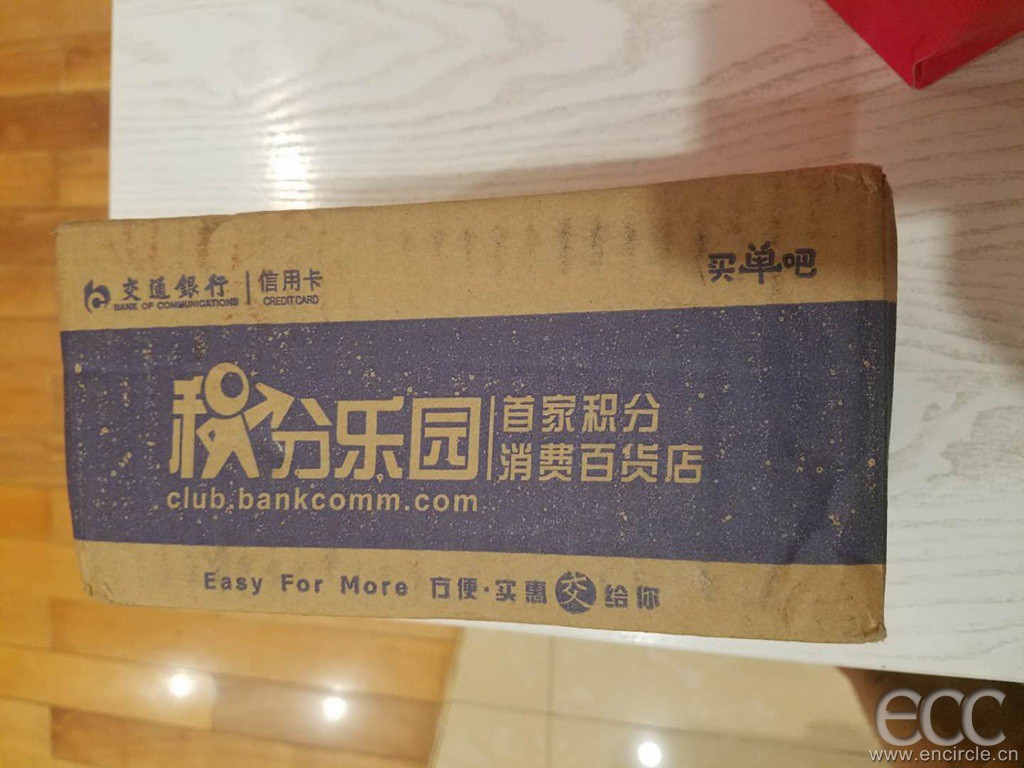 交通銀行 | 信用卡
BANK OF COMMUNICATIONS CREDIT CARD
买单吧
积分乐园 | 首家积分
消费百货店
club.bankcomm.com
Easy For More 方便·实惠 交 给你
ecc
www.encircle.cn